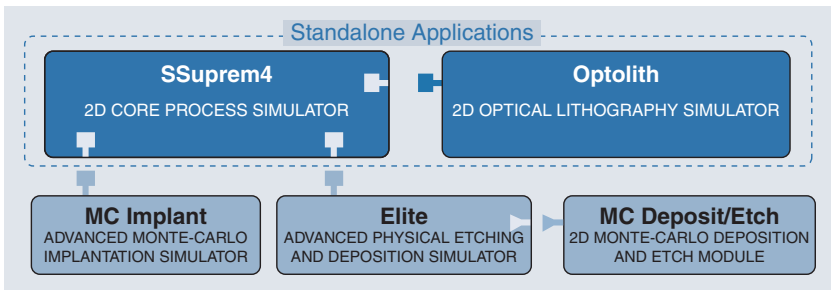 Standalone Applications
SSuprem4
2D CORE PROCESS SIMULATOR
Optolith
2D OPTICAL LITHOGRAPHY SIMULATOR
MC Implant
ADVANCED MONTE-CARLO
IMPLANTATION SIMULATOR
Elite
ADVANCED PHYSICAL ETCHING
AND DEPOSITION SIMULATOR
MC Deposit/Etch
2D MONTE-CARLO DEPOSITION
AND ETCH MODULE